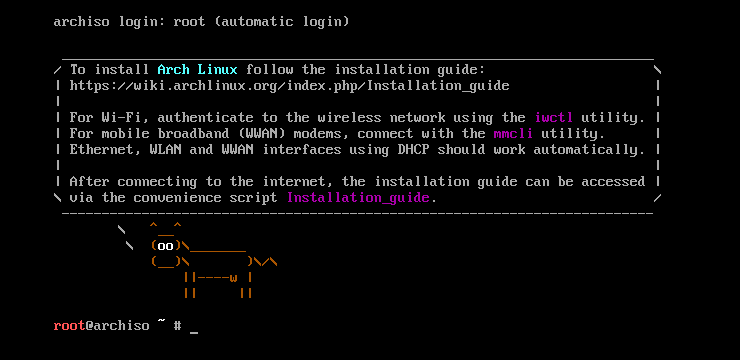 archiso login: root (automatic login)
To install Arch Linux follow the installation guide:
https://wiki.archlinux.org/index.php/Installation_guide
For Wi-Fi, authenticate to the wireless network using the iwctl utility.
For mobile broadband (WWAN) modems, connect with the mmcli utility.
Ethernet, WLAN and WWAN interfaces using DHCP should work automatically.
After connecting to the internet, the installation guide can be accessed
via the convenience script Installation_guide.
root@archiso ~ # _